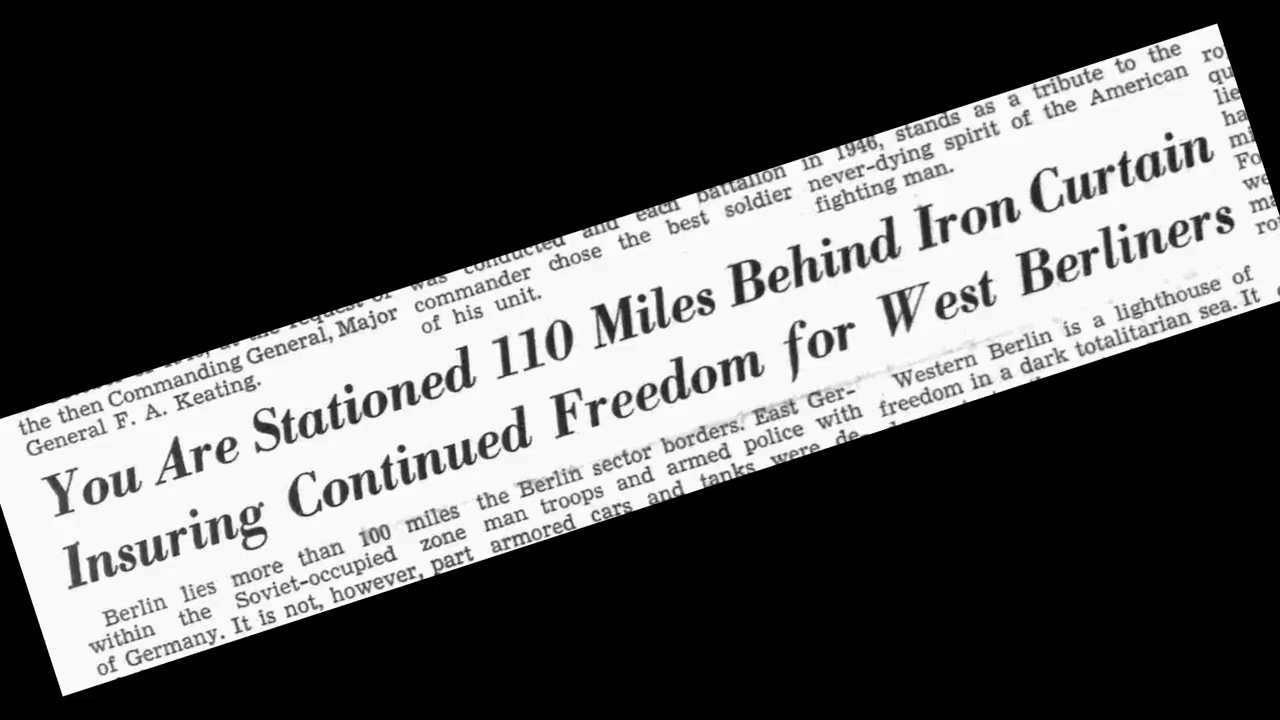 the then Commanding General, Major
General F. A. Keating.
was conducted and each battalion
commander chose the best soldier
of his unit.
in 1946, stands as a tribute to the
never-dying spirit of the American
fighting man.
You Are Stationed 110 Miles Behind Iron Curtain
Insuring Continued Freedom for West Berliners
Berlin lies more than 100 miles
within the Soviet-occupied zone
of Germany. It is not, however, part
the Berlin sector borders. East Ger-
man troops and armed police with
armored cars and tanks were de
Western Berlin is a lighthouse of
freedom in a dark totalitarian sea. It